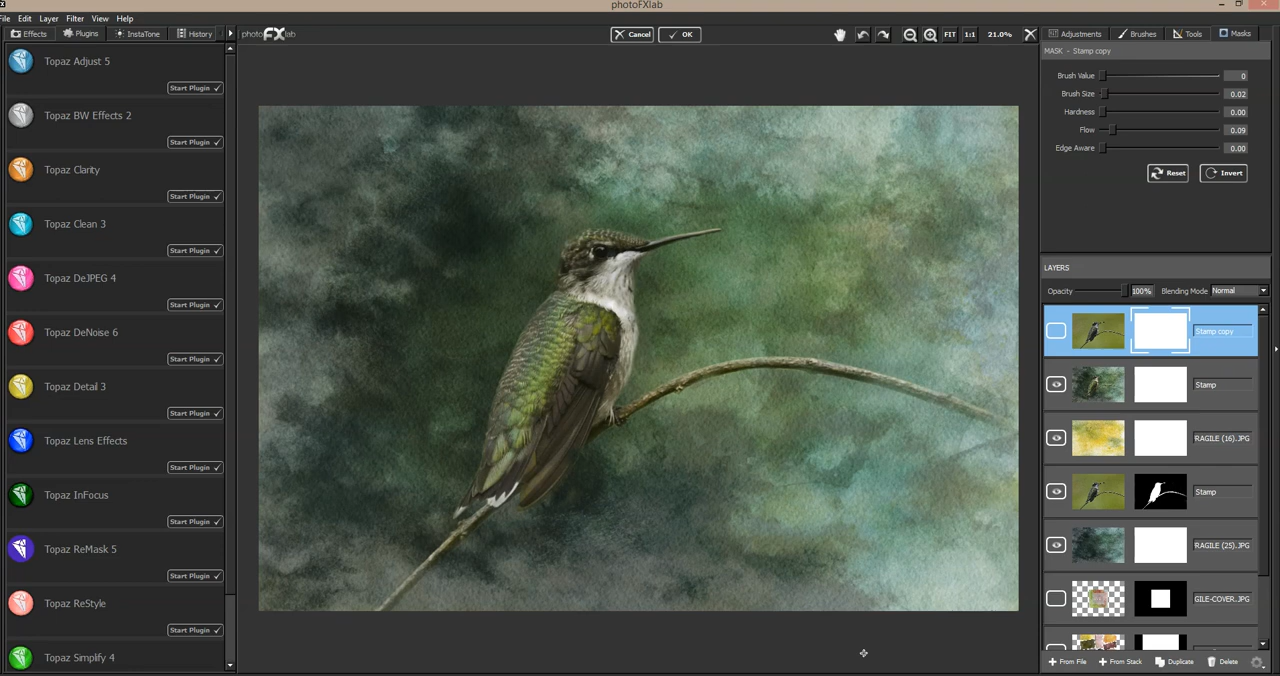 photoFXlab
File Edit Layer Filter View Help
Effects Plugins InstaTone History
photo FX lab
Cancel OK
FIT 1:1 21.0%
Adjustments Brushes Tools Masks
Topaz Adjust 5
Start Plugin
Topaz BW Effects 2
Start Plugin
Topaz Clarity
Start Plugin
Topaz Clean 3
Start Plugin
Topaz DeJPEG 4
Start Plugin
Topaz DeNoise 6
Start Plugin
Topaz Detail 3
Start Plugin
Topaz Lens Effects
Start Plugin
Topaz InFocus
Start Plugin
Topaz ReMask 5
Start Plugin
Topaz ReStyle
Start Plugin
Topaz Simplify 4
MASK - Stamp copy
Brush Value 0
Brush Size 0.02
Hardness 0.00
Flow 0.09
Edge Aware 0.00
Reset Invert
LAYERS
Opacity 100% Blending Mode Normal
Stamp copy
Stamp
RAGILE (16).JPG
Stamp
RAGILE (25).JPG
GILE-COVER.JPG
From File From Stack Duplicate Delete